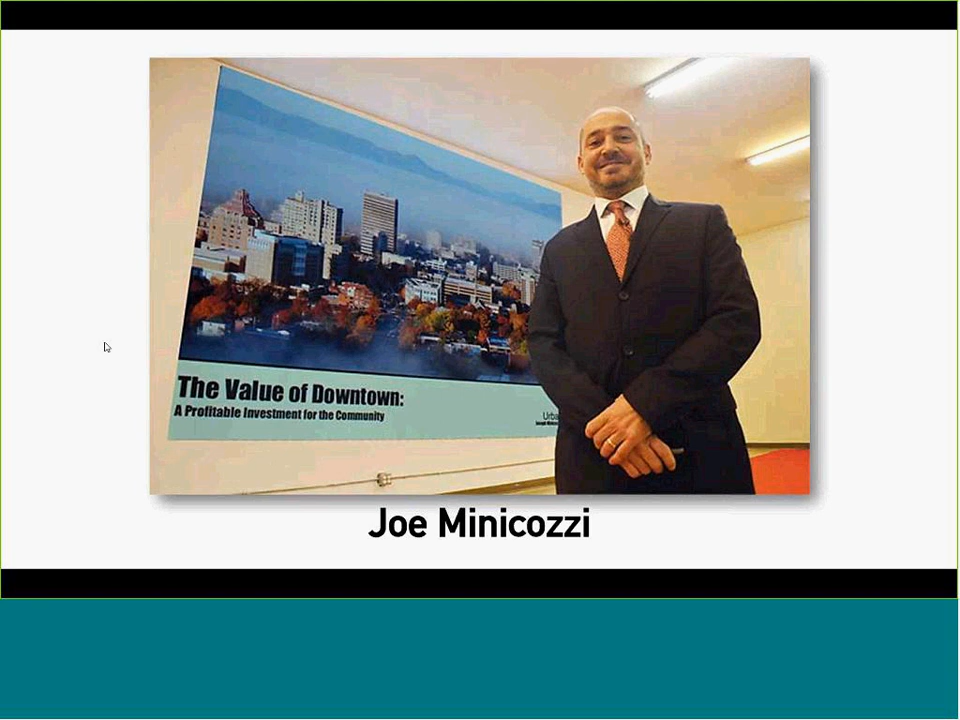 The Value of Downtown:
A Profitable Investment for the Community
Urba
Joe Minicozzi